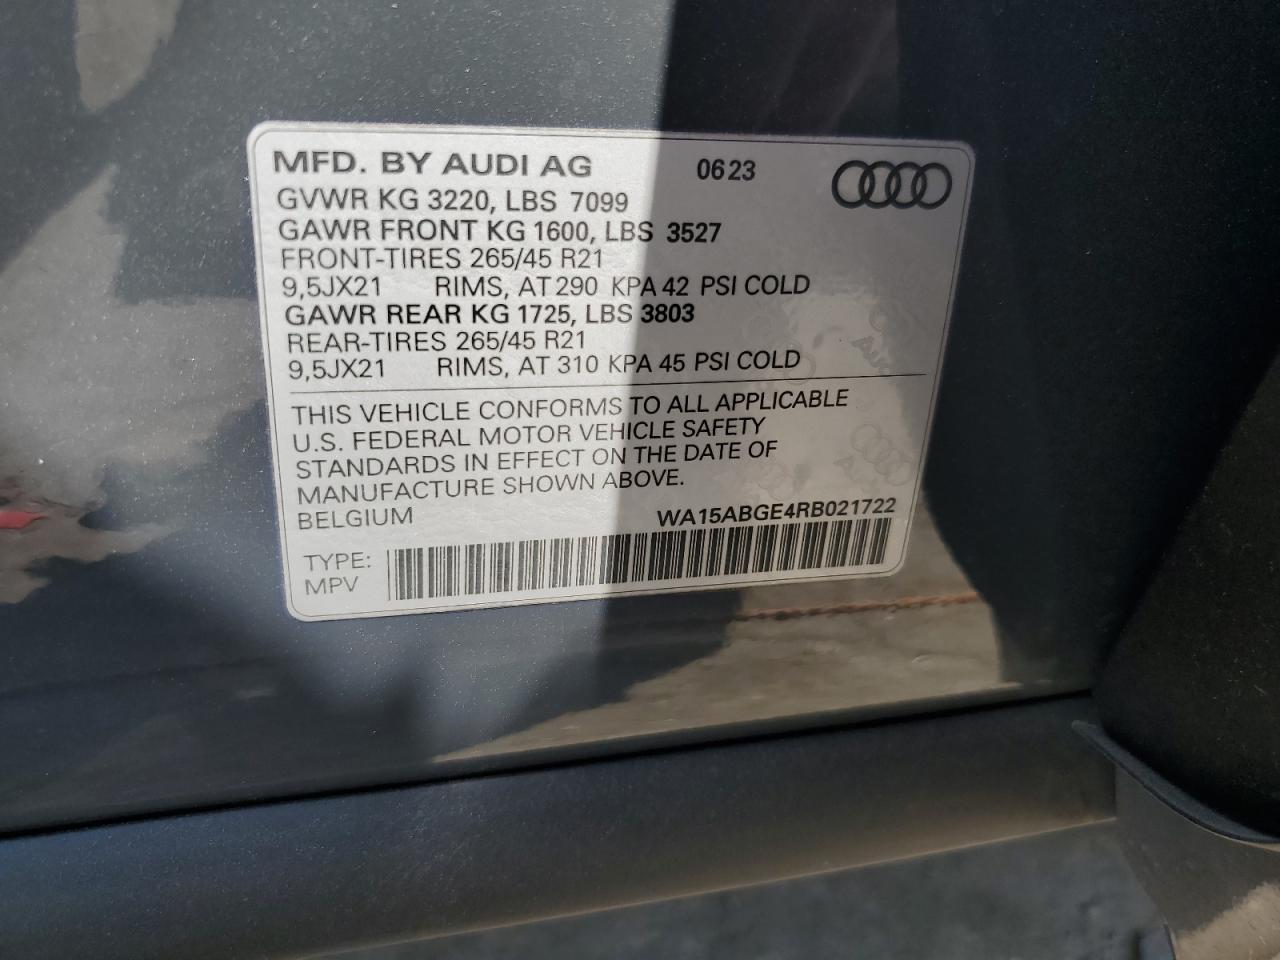 MFD. BY AUDI AG 0623
GVWR KG 3220, LBS 7099
GAWR FRONT KG 1600, LBS 3527
FRONT-TIRES 265/45 R21
9,5JX21 RIMS, AT 290 KPA 42 PSI COLD
GAWR REAR KG 1725, LBS 3803
REAR-TIRES 265/45 R21
9,5JX21 RIMS, AT 310 KPA 45 PSI COLD
THIS VEHICLE CONFORMS TO ALL APPLICABLE
U.S. FEDERAL MOTOR VEHICLE SAFETY
STANDARDS IN EFFECT ON THE DATE OF
MANUFACTURE SHOWN ABOVE.
BELGIUM WA15ABGE4RB021722
TYPE:
MPV